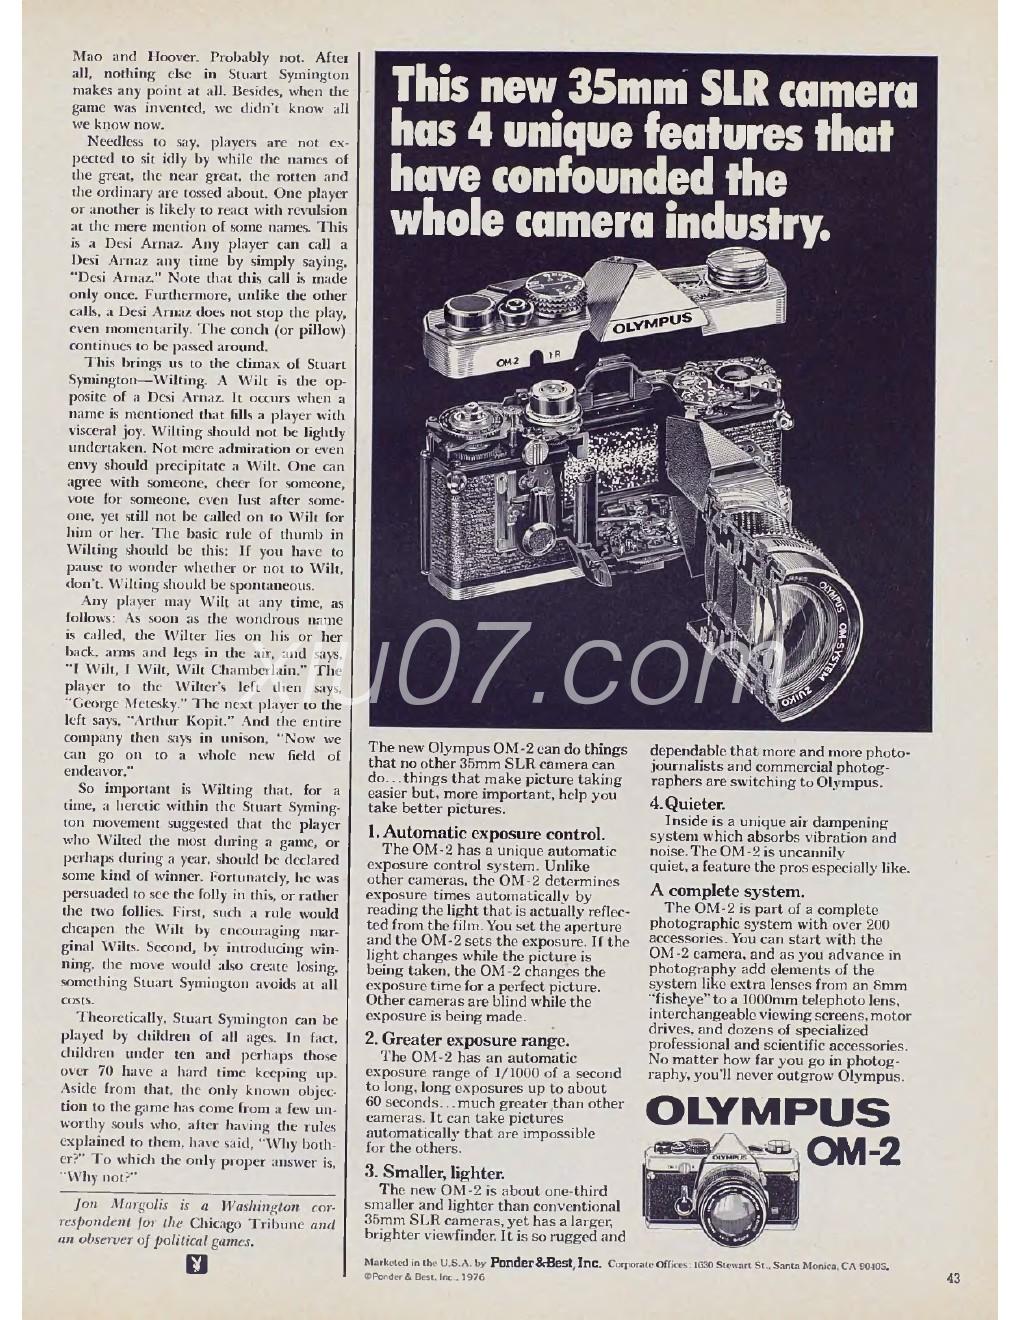 Mao and Hoover. Probably not. After
all, nothing else in Stuart Symington
makes any point at all. Besides, when the
game was invented, we didn't know all
we know now.
Needless to say, players are not ex-
pected to sit idly by while the names of
the great, the near great, the rotten and
the ordinary are tossed about. One player
or another is likely to react with revulsion
at the mere mention of some names. This
is a Desi Arnaz. Any player can call a
Desi Arnaz any time by simply saying,
"Desi Arnaz." Note that this call is made
only once. Furthermore, unlike the other
calls, a Desi Arnaz does not stop the play,
even momentarily. The conch (or pillow)
continues to be passed around.
This brings us to the climax of Stuart
Symington—Wilting. A Wilt is the op-
posite of a Desi Arnaz. It occurs when a
name is mentioned that fills a player with
visceral joy. Wilting should not be lightly
undertaken. Not mere admiration or even
envy should precipitate a Wilt. One can
agree with someone, cheer for someone,
vote for someone, even lust after some-
one, yet still not be called on to Wilt for
him or her. The basic rule of thumb in
Wilting should be this: If you have to
pause to wonder whether or not to Wilt,
don't. Wilting should be spontaneous.
Any player may Wilt at any time, as
follows: As soon as the wondrous name
is called, the Wilter lies on his or her
back, arms and legs in the air, and says,
"I Wilt, I Wilt, Wilt Chamberlain." The
player to the Wilter's left then says,
"George Metesky." The next player to the
left says, "Arthur Kopit." And the entire
company then says in unison, "Now we
can go on to a whole new field of
endeavor."
So important is Wilting that, for a
time, a heretic within the Stuart Syming-
ton movement suggested that the player
who Wilted the most during a game, or
perhaps during a year, should be declared
some kind of winner. Fortunately, he was
persuaded to see the folly in this, or rather
the two follies. First, such a rule would
cheapen the Wilt by encouraging mar-
ginal Wilts. Second, by introducing win-
ning, the move would also create losing,
something Stuart Symington avoids at all
costs.
Theoretically, Stuart Symington can be
played by children of all ages. In fact,
children under ten and perhaps those
over 70 have a hard time keeping up.
Aside from that, the only known objec-
tion to the game has come from a few un-
worthy souls who, after having the rules
explained to them, have said, "Why both-
er?" To which the only proper answer is,
"Why not?"
Jon Margolis is a Washington cor-
respondent for the Chicago Tribune and
an observer of political games.
This new 35mm SLR camera
has 4 unique features that
have confounded the
whole camera industry.
OLYMPUS
OM-2
OLYMPUS OM-SYSTEM ZUIKO
xiu07.com
The new Olympus OM-2 can do things
that no other 35mm SLR camera can
do...things that make picture taking
easier but, more important, help you
take better pictures.
1. Automatic exposure control.
The OM-2 has a unique automatic
exposure control system. Unlike
other cameras, the OM-2 determines
exposure times automatically by
reading the light that is actually reflec-
ted from the film. You set the aperture
and the OM-2 sets the exposure. If the
light changes while the picture is
being taken, the OM-2 changes the
exposure time for a perfect picture.
Other cameras are blind while the
exposure is being made.
2. Greater exposure range.
The OM-2 has an automatic
exposure range of 1/1000 of a second
to long, long exposures up to about
60 seconds...much greater than other
cameras. It can take pictures
automatically that are impossible
for the others.
3. Smaller, lighter.
The new OM-2 is about one-third
smaller and lighter than conventional
35mm SLR cameras, yet has a larger,
brighter viewfinder. It is so rugged and
dependable that more and more photo-
journalists and commercial photog-
raphers are switching to Olympus.
4. Quieter.
Inside is a unique air dampening
system which absorbs vibration and
noise. The OM-2 is uncannily
quiet, a feature the pros especially like.
A complete system.
The OM-2 is part of a complete
photographic system with over 200
accessories. You can start with the
OM-2 camera, and as you advance in
photography add elements of the
system like extra lenses from an 8mm
"fisheye" to a 1000mm telephoto lens,
interchangeable viewing screens, motor
drives, and dozens of specialized
professional and scientific accessories.
No matter how far you go in photog-
raphy, you'll never outgrow Olympus.
OLYMPUS
OM-2
OLYMPUS
Marketed in the U.S.A. by Ponder & Best, Inc. Corporate Offices: 1630 Stewart St., Santa Monica, CA 90405.
©Ponder & Best, Inc., 1976
43